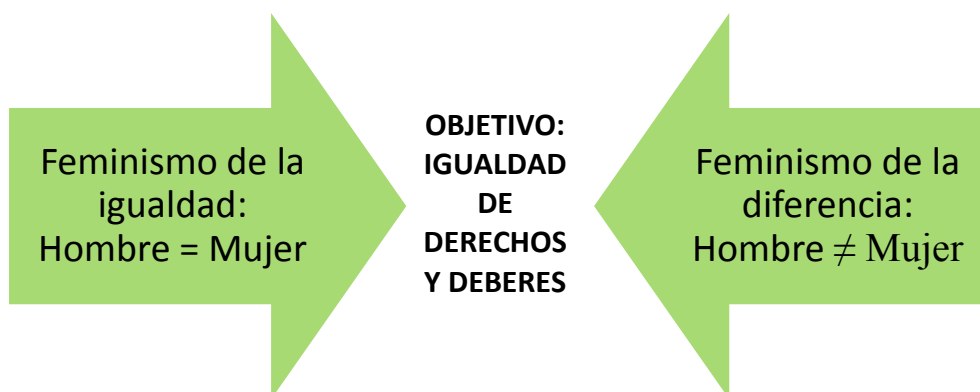 Feminismo de la
igualdad:
Hombre = Mujer
OBJETIVO:
IGUALDAD
DE
DERECHOS
Y DEBERES
Feminismo de la
diferencia:
Hombre ≠ Mujer